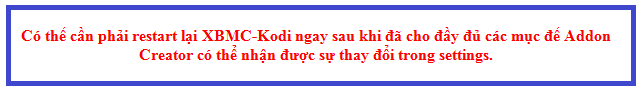 Có thể cần phải restart lại XBMC-Kodi ngay sau khi đã cho đầy đủ các mục để Addon
Creator có thể nhận được sự thay đổi trong settings.